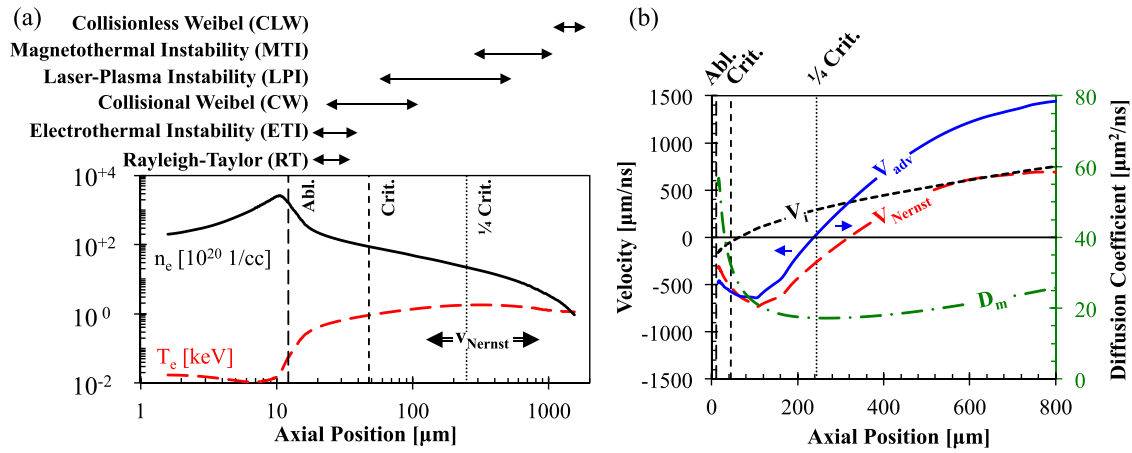 (a)
Collisionless Weibel (CLW)
Magnetothermal Instability (MTI)
Laser-Plasma Instability (LPI)
Collisional Weibel (CW)
Electrothermal Instability (ETI)
Rayleigh-Taylor (RT)
10+4
10+2
100
10-2
Abl.
Crit.
¼ Crit.
ne [1020 1/cc]
Te [keV]
vNernst
1
10
100
1000
Axial Position [μm]
(b)
Abl.
Crit.
¼ Crit.
1500
1000
500
0
-500
-1000
-1500
Velocity [μm/ns]
Vadv
Vi
VNernst
Dm
80
60
40
20
0
Diffusion Coefficient [μm2/ns]
0
200
400
600
800
Axial Position [μm]